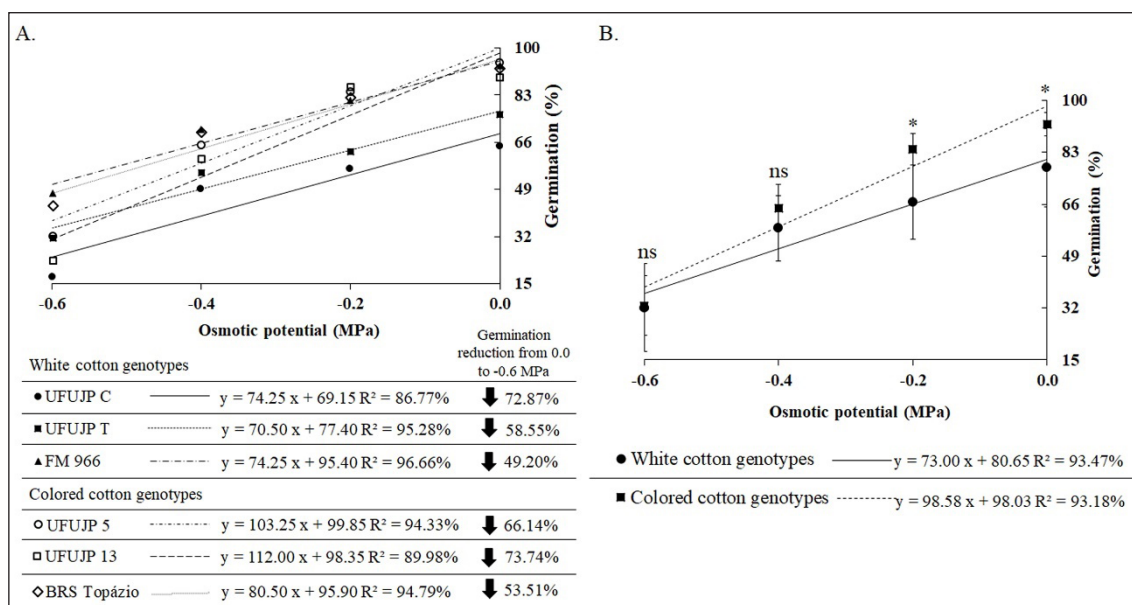 A.
100
83
66
49
32
15
Germination (%)
-0.6 -0.4 -0.2 0.0
Osmotic potential (MPa)
Germination
reduction from 0.0
to -0.6 MPa
White cotton genotypes
UFUJP C y = 74.25 x + 69.15 R² = 86.77% 72.87%
UFUJP T y = 70.50 x + 77.40 R² = 95.28% 58.55%
FM 966 y = 74.25 x + 95.40 R² = 96.66% 49.20%
Colored cotton genotypes
UFUJP 5 y = 103.25 x + 99.85 R² = 94.33% 66.14%
UFUJP 13 y = 112.00 x + 98.35 R² = 89.98% 73.74%
BRS Topázio y = 80.50 x + 95.90 R² = 94.79% 53.51%
B.
ns ns * *
100
83
66
49
32
15
Germination (%)
-0.6 -0.4 -0.2 0.0
Osmotic potential (MPa)
White cotton genotypes y = 73.00 x + 80.65 R² = 93.47%
Colored cotton genotypes y = 98.58 x + 98.03 R² = 93.18%